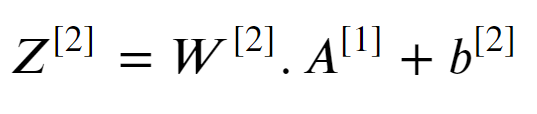 Z^{[2]} = W^{[2]} . A^{[1]} + b^{[2]}